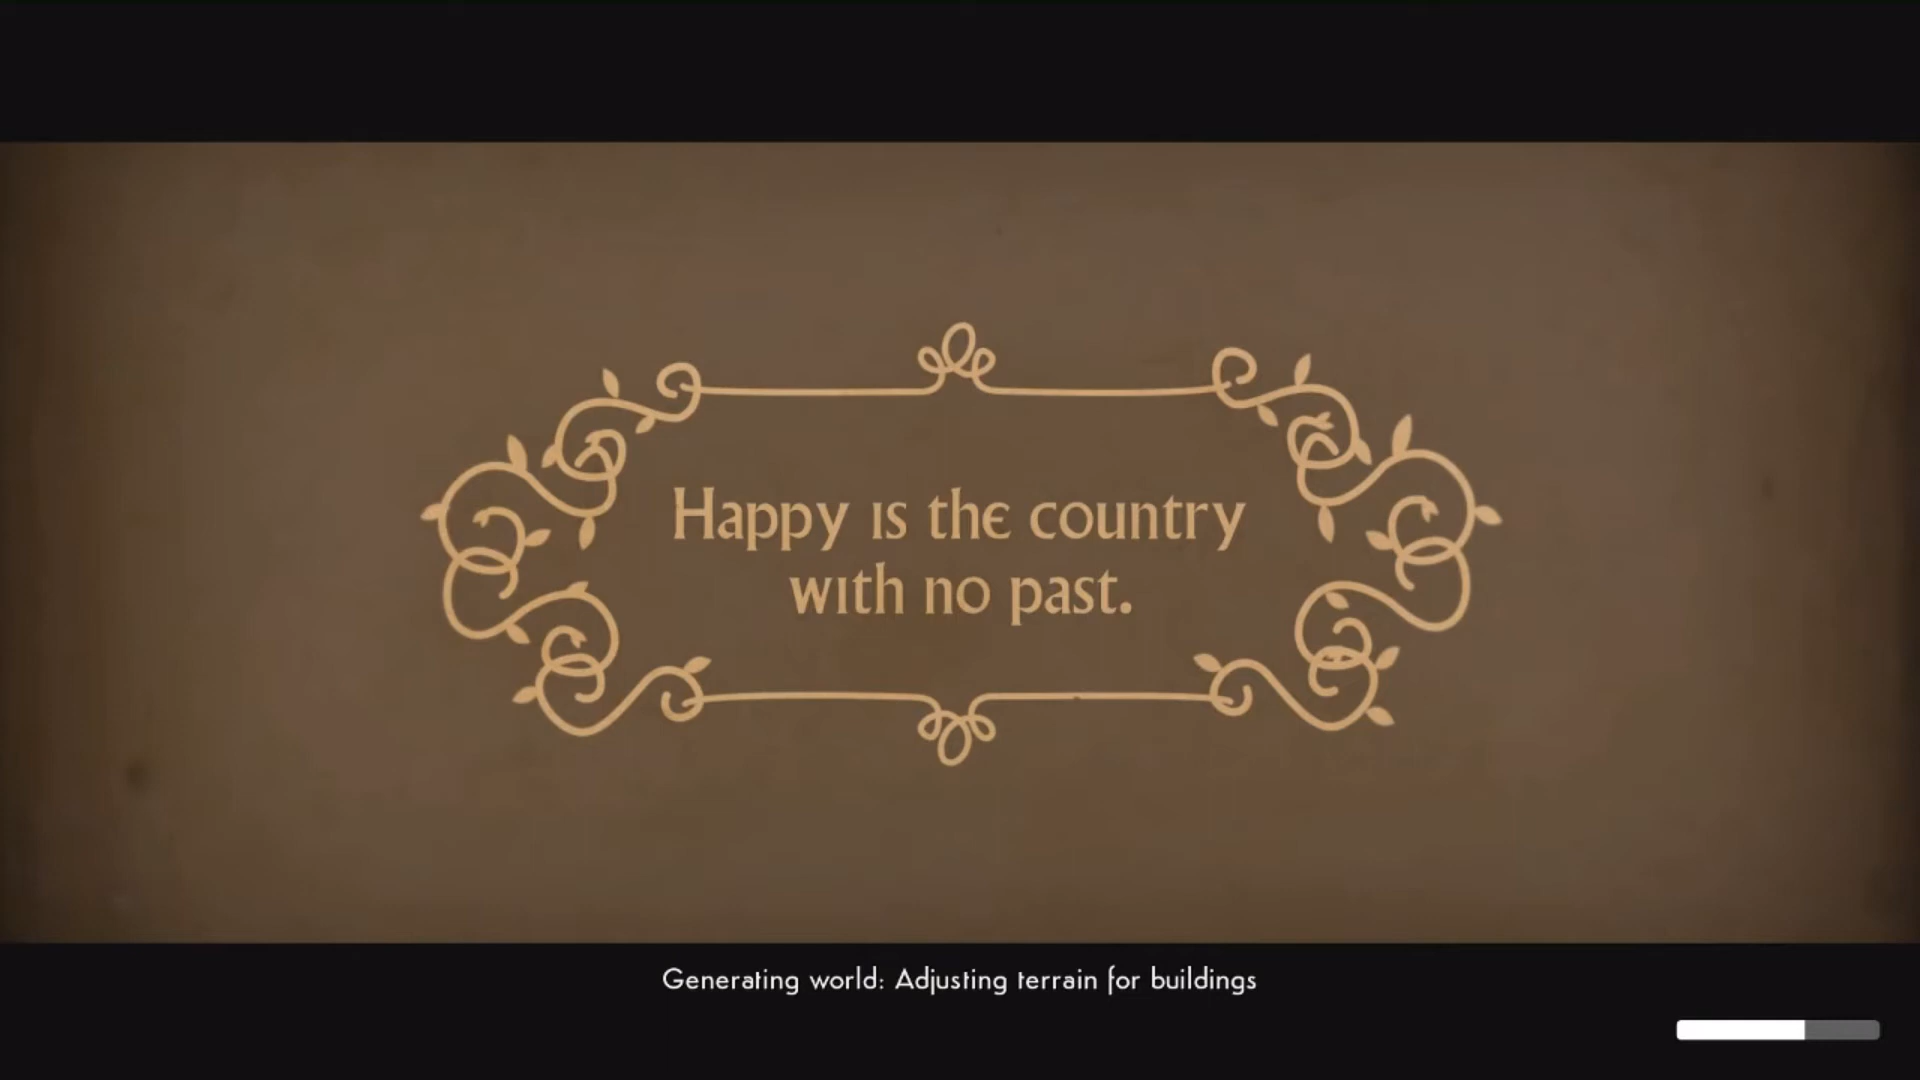 Happy is the country
with no past.
Generating world: Adjusting terrain for buildings